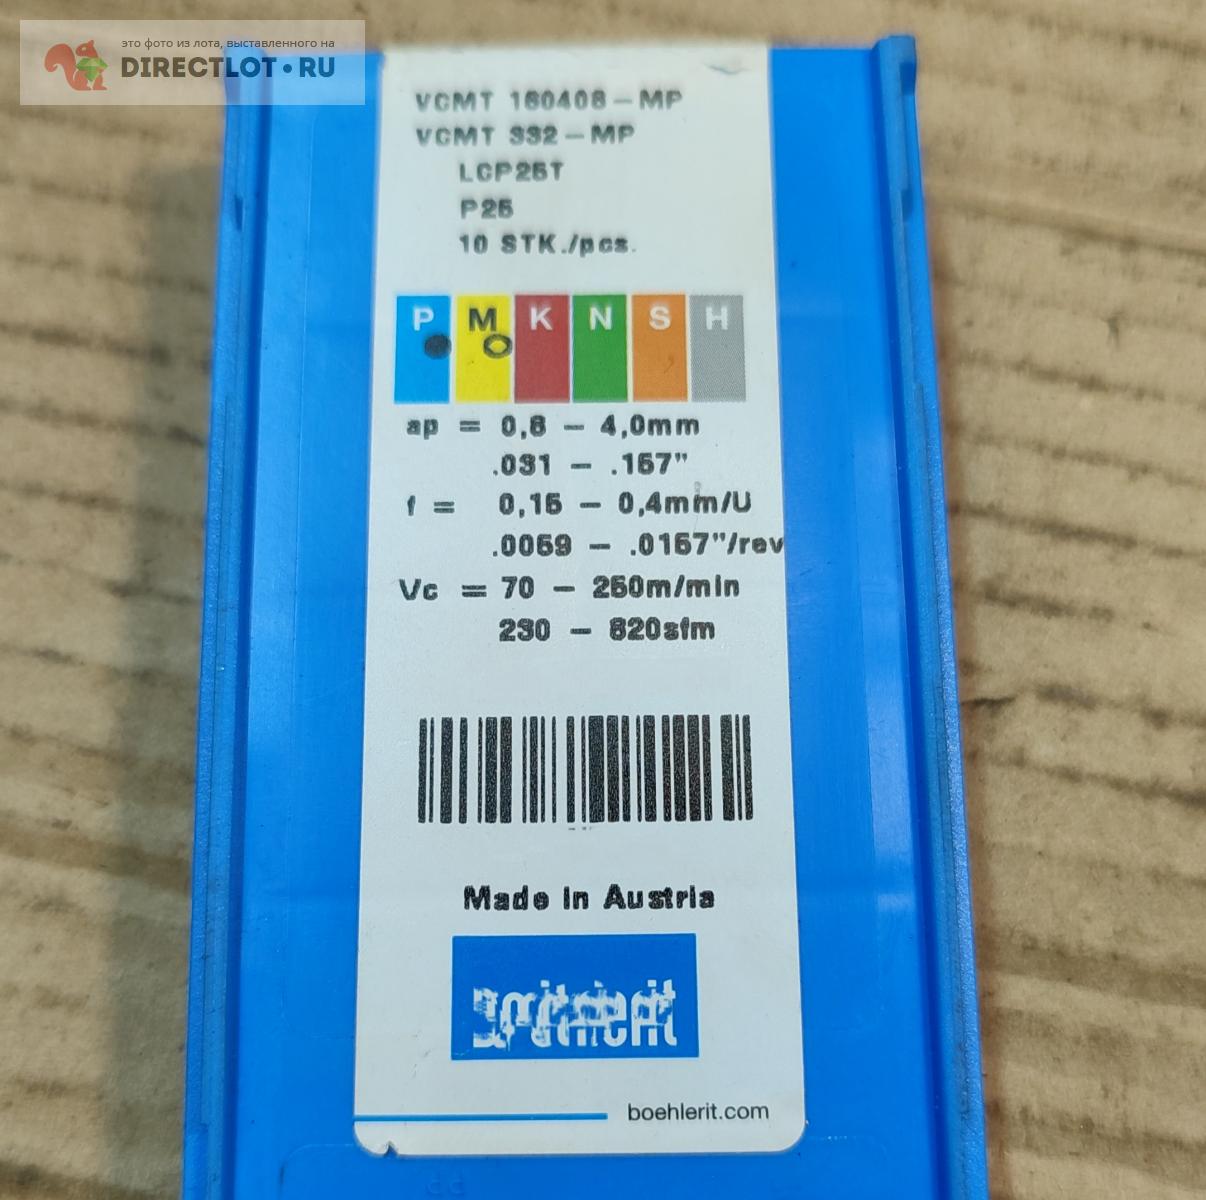 это фото из лота, выставленного на
DIRECTLOT•RU
VCMT 160408-MP
VCMT 332-MP
LCP25T
P25
10 STK./pcs.
P M K N S H
ap = 0,8 - 4,0mm
.031 - .157"
f = 0,15 - 0,4mm/U
.0059 - .0157"/rev
Vc = 70 - 250m/min
230 - 820sfm
Made in Austria
boehlerit.com